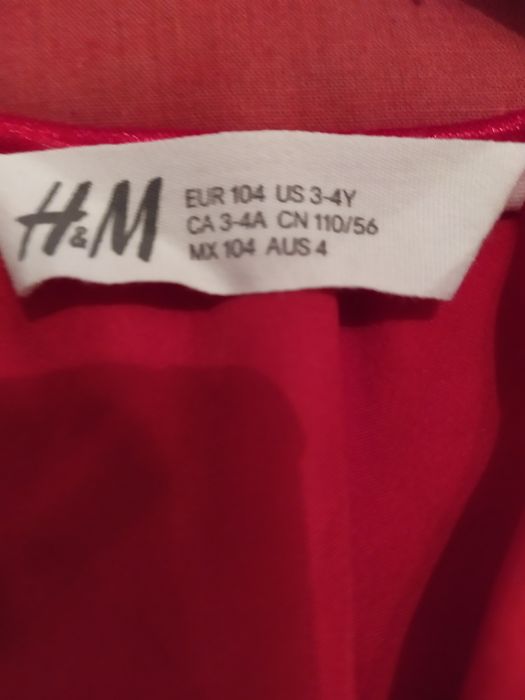 H&M
EUR 104 US 3-4Y
CA 3-4A CN 110/56
MX 104 AUS 4